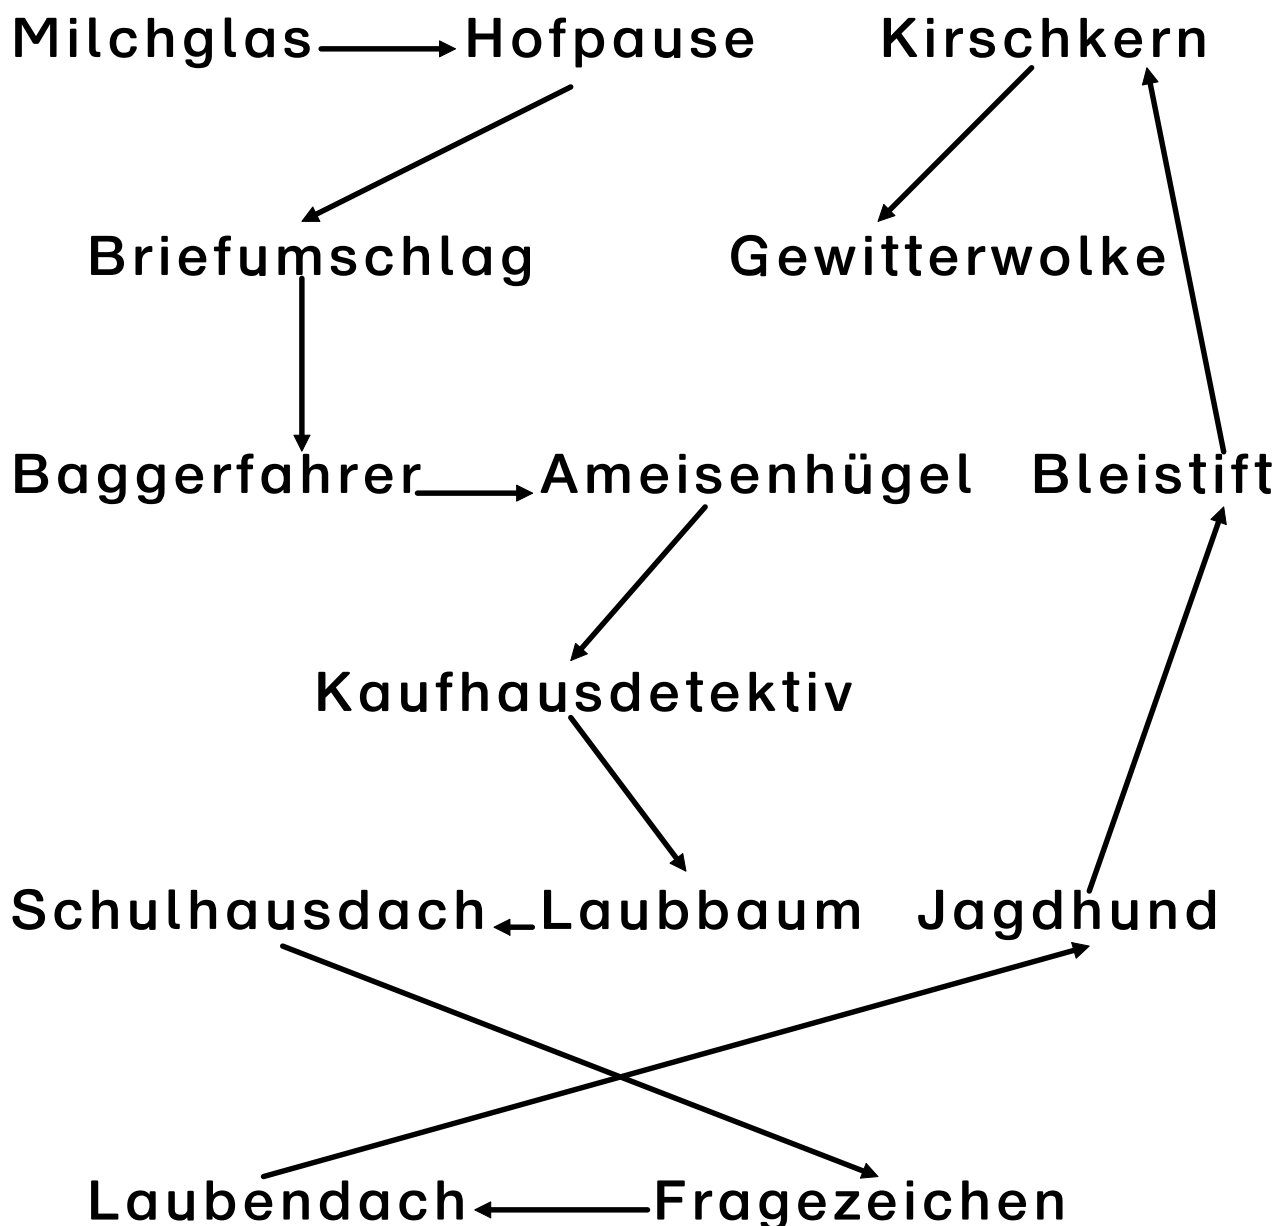 Milchglas Hofpause Kirschkern
Briefumschlag Gewitterwolke
Baggerfahrer Ameisenhügel Bleistift
Kaufhausdetektiv
Schulhausdach Laubbaum Jagdhund
Laubendach Fragezeichen